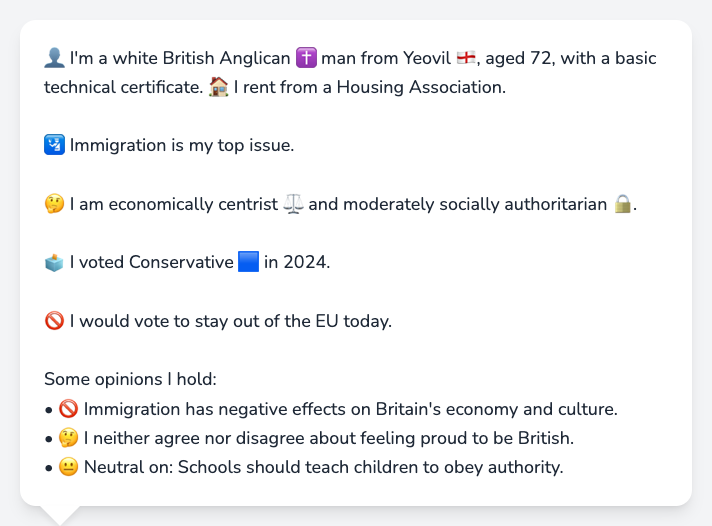 👤 I'm a white British Anglican ✝️ man from Yeovil 🏴󠁧󠁢󠁥󠁮󠁧󠁿, aged 72, with a basic
technical certificate. 🏠 I rent from a Housing Association.
🛂 Immigration is my top issue.
🤔 I am economically centrist ⚖️ and moderately socially authoritarian 🔒.
🗳️ I voted Conservative 🟦 in 2024.
🚫 I would vote to stay out of the EU today.
Some opinions I hold:
• 🚫 Immigration has negative effects on Britain's economy and culture.
• 🤔 I neither agree nor disagree about feeling proud to be British.
• 😐 Neutral on: Schools should teach children to obey authority.